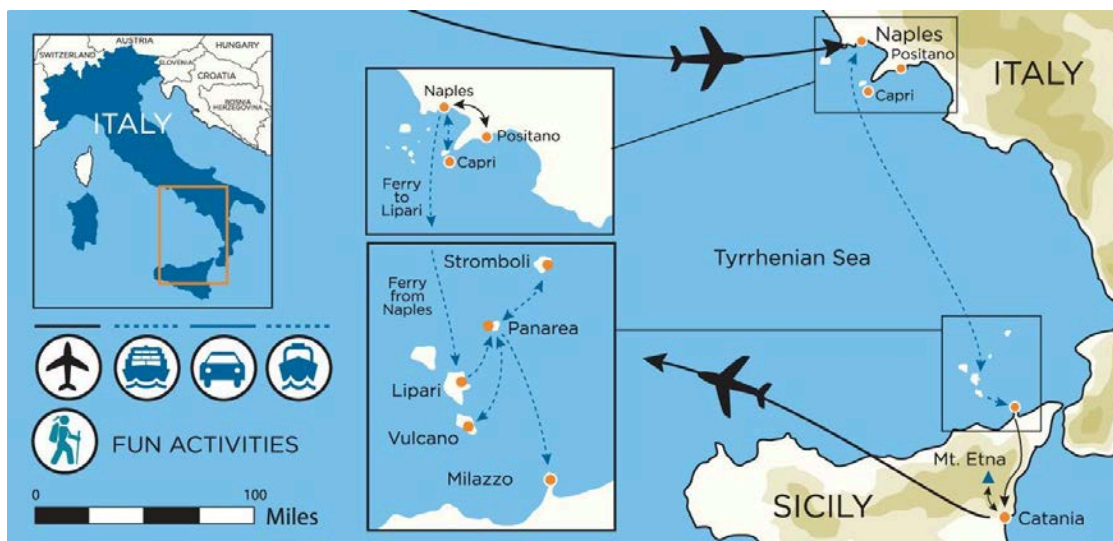 AUSTRIA
HUNGARY
SWITZERLAND
SLOVENIA
CROATIA
BOSNIA
HERZEGOVINA
ITALY
FUN ACTIVITIES
0
100
Miles
Naples
Positano
Capri
Ferry
to
Lipari
Stromboli
Ferry
from
Naples
Panarea
Lipari
Vulcano
Milazzo
Naples
Positano
Capri
ITALY
Tyrrhenian Sea
Mt. Etna
SICILY
Catania